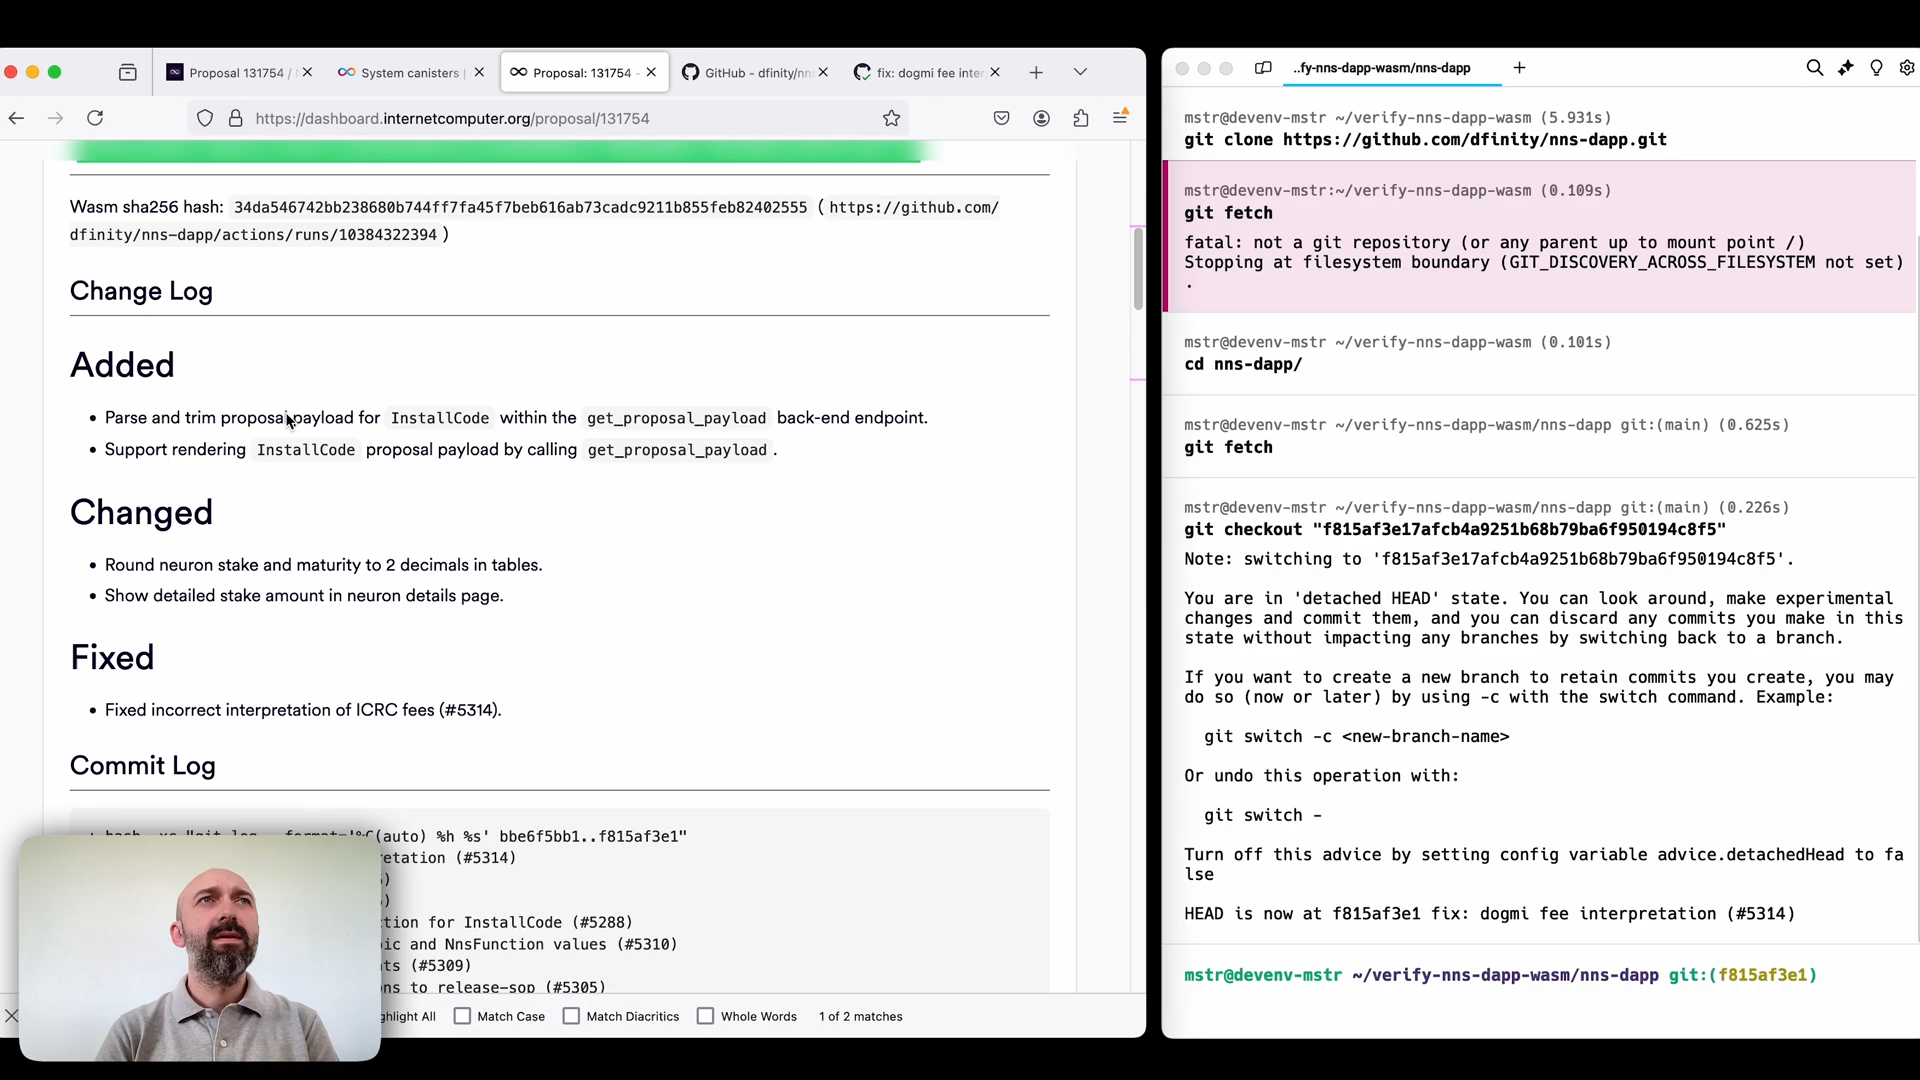 Proposal 131754 /
System canisters
Proposal: 131754 -
GitHub - dfinity/nn
fix: dogmi fee inter
https://dashboard.internetcomputer.org/proposal/131754
Wasm sha256 hash: 34da546742bb238680b744ff7fa45f7beb616ab73cadc9211b855feb82402555 ( https://github.com/
dfinity/nns-dapp/actions/runs/10384322394 )
Change Log
Added
• Parse and trim proposal payload for InstallCode within the get_proposal_payload back-end endpoint.
• Support rendering InstallCode proposal payload by calling get_proposal_payload .
Changed
• Round neuron stake and maturity to 2 decimals in tables.
• Show detailed stake amount in neuron details page.
Fixed
• Fixed incorrect interpretation of ICRC fees (#5314).
Commit Log
+ bash -xc "git log --format='%C(auto) %h %s' bbe6f5bb1..f815af3e1"
retation (#5314)
)
)
ction for InstallCode (#5288)
ic and NnsFunction values (#5310)
ts (#5309)
ons to release-sop (#5305)
ghlight All
Match Case
Match Diacritics
Whole Words
1 of 2 matches
..fy-nns-dapp-wasm/nns-dapp
mstr@devenv-mstr ~/verify-nns-dapp-wasm (5.931s)
git clone https://github.com/dfinity/nns-dapp.git
mstr@devenv-mstr:~/verify-nns-dapp-wasm (0.109s)
git fetch
fatal: not a git repository (or any parent up to mount point /)
Stopping at filesystem boundary (GIT_DISCOVERY_ACROSS_FILESYSTEM not set)
.
mstr@devenv-mstr ~/verify-nns-dapp-wasm (0.101s)
cd nns-dapp/
mstr@devenv-mstr ~/verify-nns-dapp-wasm/nns-dapp git:(main) (0.625s)
git fetch
mstr@devenv-mstr ~/verify-nns-dapp-wasm/nns-dapp git:(main) (0.226s)
git checkout "f815af3e17afcb4a9251b68b79ba6f950194c8f5"
Note: switching to 'f815af3e17afcb4a9251b68b79ba6f950194c8f5'.
You are in 'detached HEAD' state. You can look around, make experimental
changes and commit them, and you can discard any commits you make in this
state without impacting any branches by switching back to a branch.
If you want to create a new branch to retain commits you create, you may
do so (now or later) by using -c with the switch command. Example:
git switch -c <new-branch-name>
Or undo this operation with:
git switch -
Turn off this advice by setting config variable advice.detachedHead to fa
lse
HEAD is now at f815af3e1 fix: dogmi fee interpretation (#5314)
mstr@devenv-mstr ~/verify-nns-dapp-wasm/nns-dapp git:(f815af3e1)